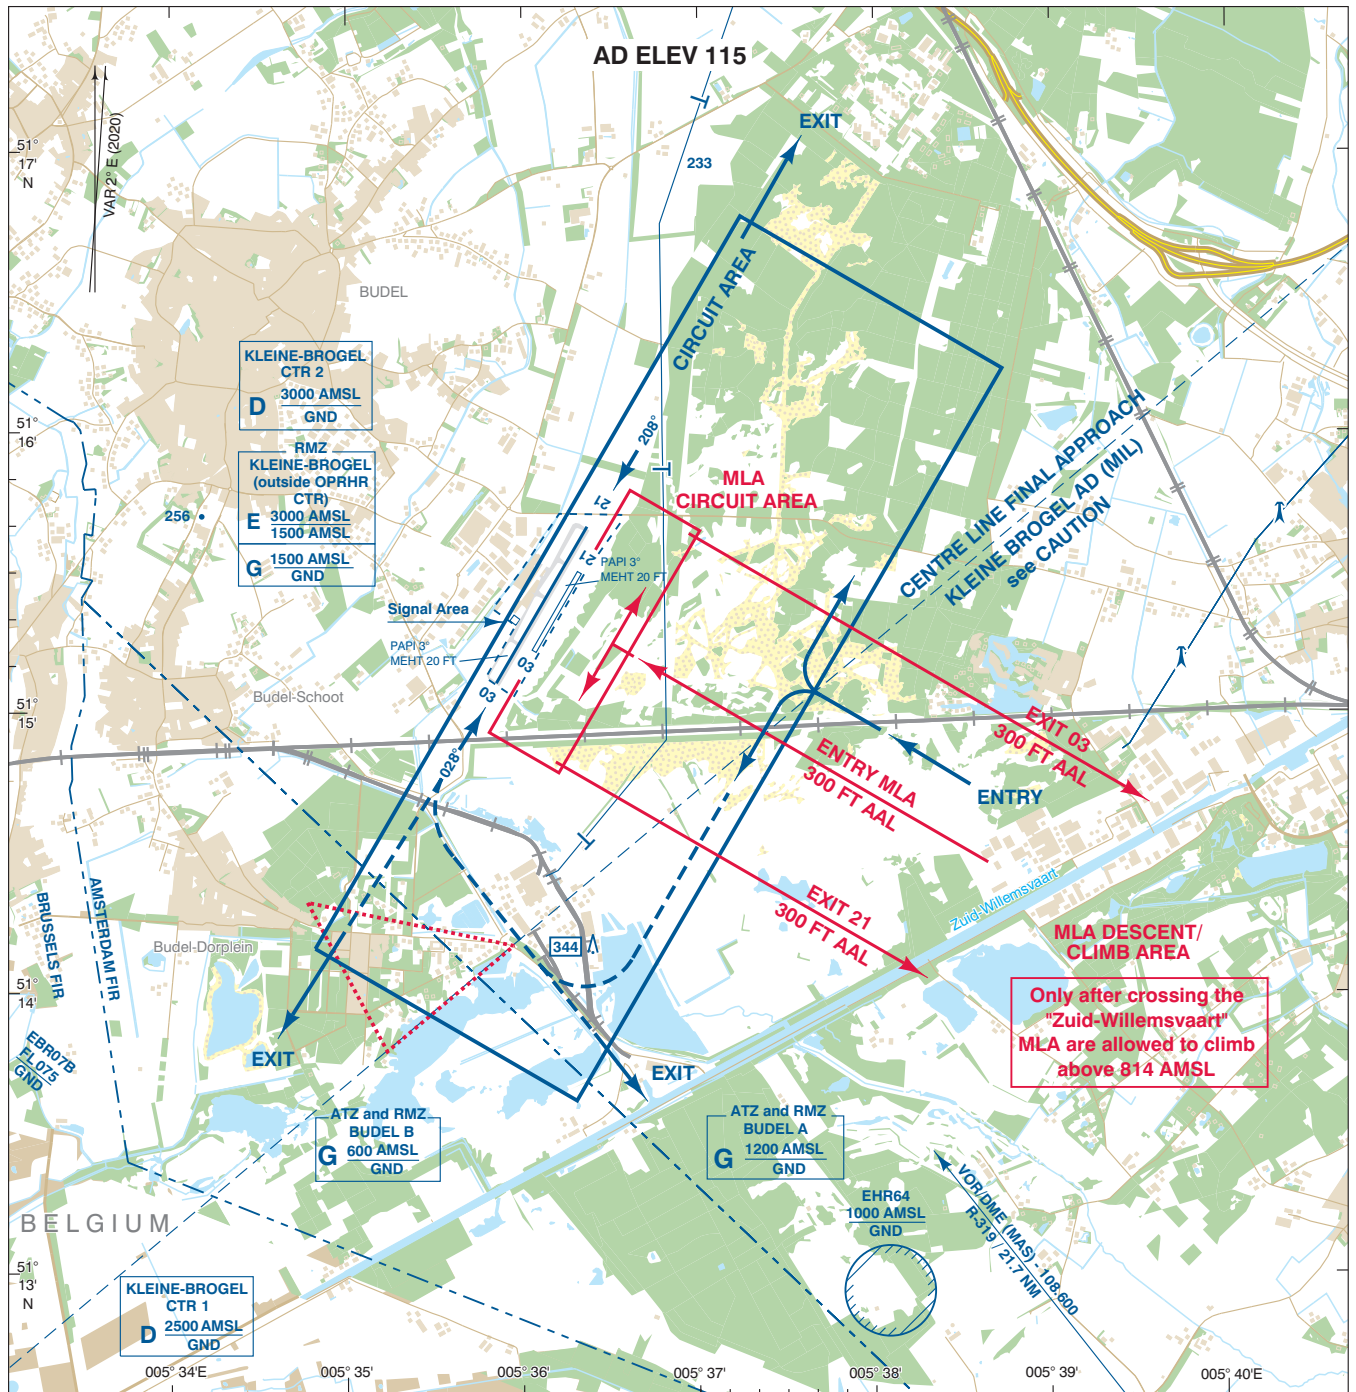 AD ELEV 115
EXIT
51°
17'
N
VAR 2° E (2020)
233
CIRCUIT AREA
BUDEL
KLEINE-BROGEL
CTR 2
D 3000 AMSL
GND
51°
16'
208°
RMZ
KLEINE-BROGEL
(outside OPRHR
CTR)
E 3000 AMSL
1500 AMSL
G 1500 AMSL
GND
256
MLA
CIRCUIT AREA
CENTRE LINE FINAL APPROACH
KLEINE BROGEL AD (MIL)
see CAUTION
21
21
PAPI 3°
MEHT 20 FT
Signal Area
PAPI 3°
MEHT 20 FT
03
03
Budel-Schoot
51°
15'
028°
EXIT 03
300 FT AAL
ENTRY MLA
300 FT AAL
ENTRY
EXIT 21
300 FT AAL
Zuid-Willemsvaart
BRUSSELS FIR
AMSTERDAM FIR
Budel-Dorplein
344
MLA DESCENT/
CLIMB AREA
Only after crossing the
"Zuid-Willemsvaart"
MLA are allowed to climb
above 814 AMSL
51°
14'
EBR07B
FL075
GND
EXIT
EXIT
ATZ and RMZ
BUDEL B
G 600 AMSL
GND
ATZ and RMZ
BUDEL A
G 1200 AMSL
GND
EHR64
1000 AMSL
GND
VOR/DME (MAS) - 108.600
R-319 / 21.7 NM
BELGIUM
51°
13'
N
KLEINE-BROGEL
CTR 1
D 2500 AMSL
GND
005° 34'E
005° 35'
005° 36'
005° 37'
005° 38'
005° 39'
005° 40'E